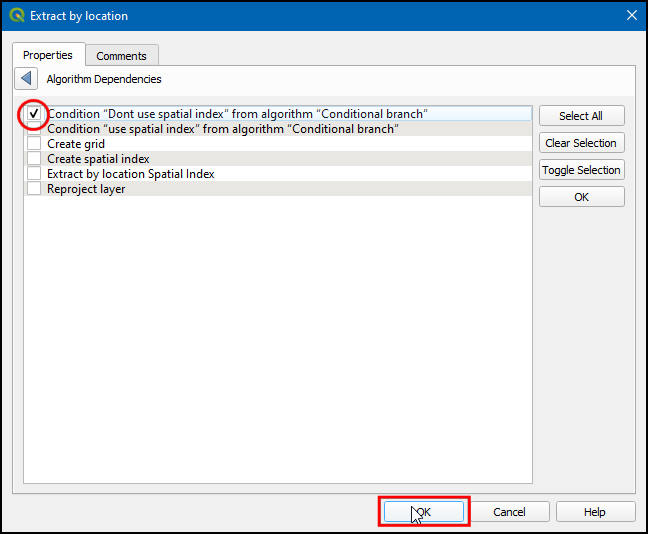 Extract by location
Properties
Comments
Algorithm Dependencies
Condition “Dont use spatial index” from algorithm “Conditional branch”
Condition “use spatial index” from algorithm “Conditional branch”
Create grid
Create spatial index
Extract by location Spatial Index
Reproject layer
Select All
Clear Selection
Toggle Selection
OK
OK
Cancel
Help